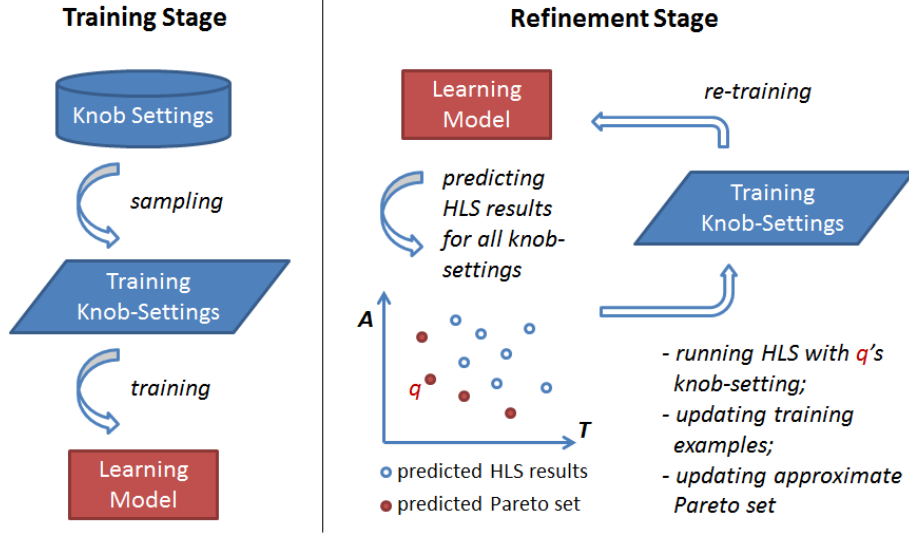 Training Stage
Knob Settings
sampling
Training
Knob-Settings
training
Learning
Model
Refinement Stage
Learning
Model
re-training
predicting
HLS results
for all knob-
settings
Training
Knob-Settings
A
q
T
predicted HLS results
predicted Pareto set
- running HLS with q's
knob-setting;
- updating training
examples;
- updating approximate
Pareto set